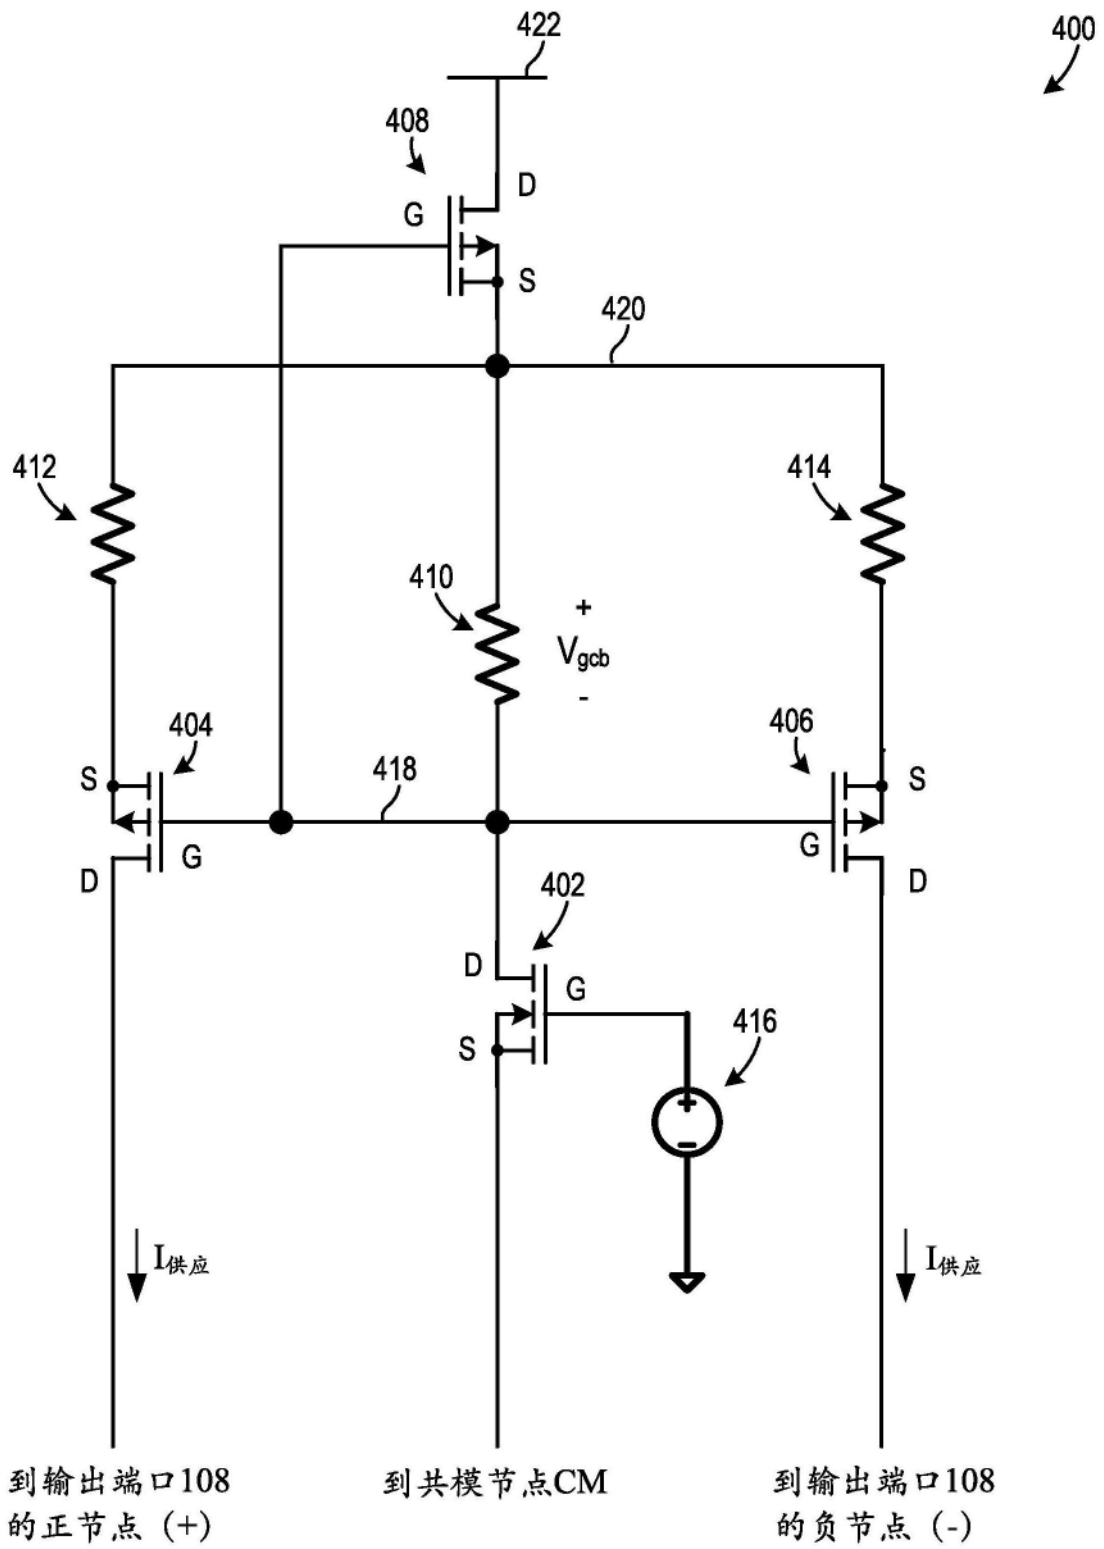 422
400
408
D
G
S
420
412
414
410
+
Vgcb
-
404
406
S
418
S
G
G
D
D
402
D
G
416
S
+
-
I供应
I供应
到输出端口108
的正节点 (+)
到共模节点CM
到输出端口108
的负节点 (-)